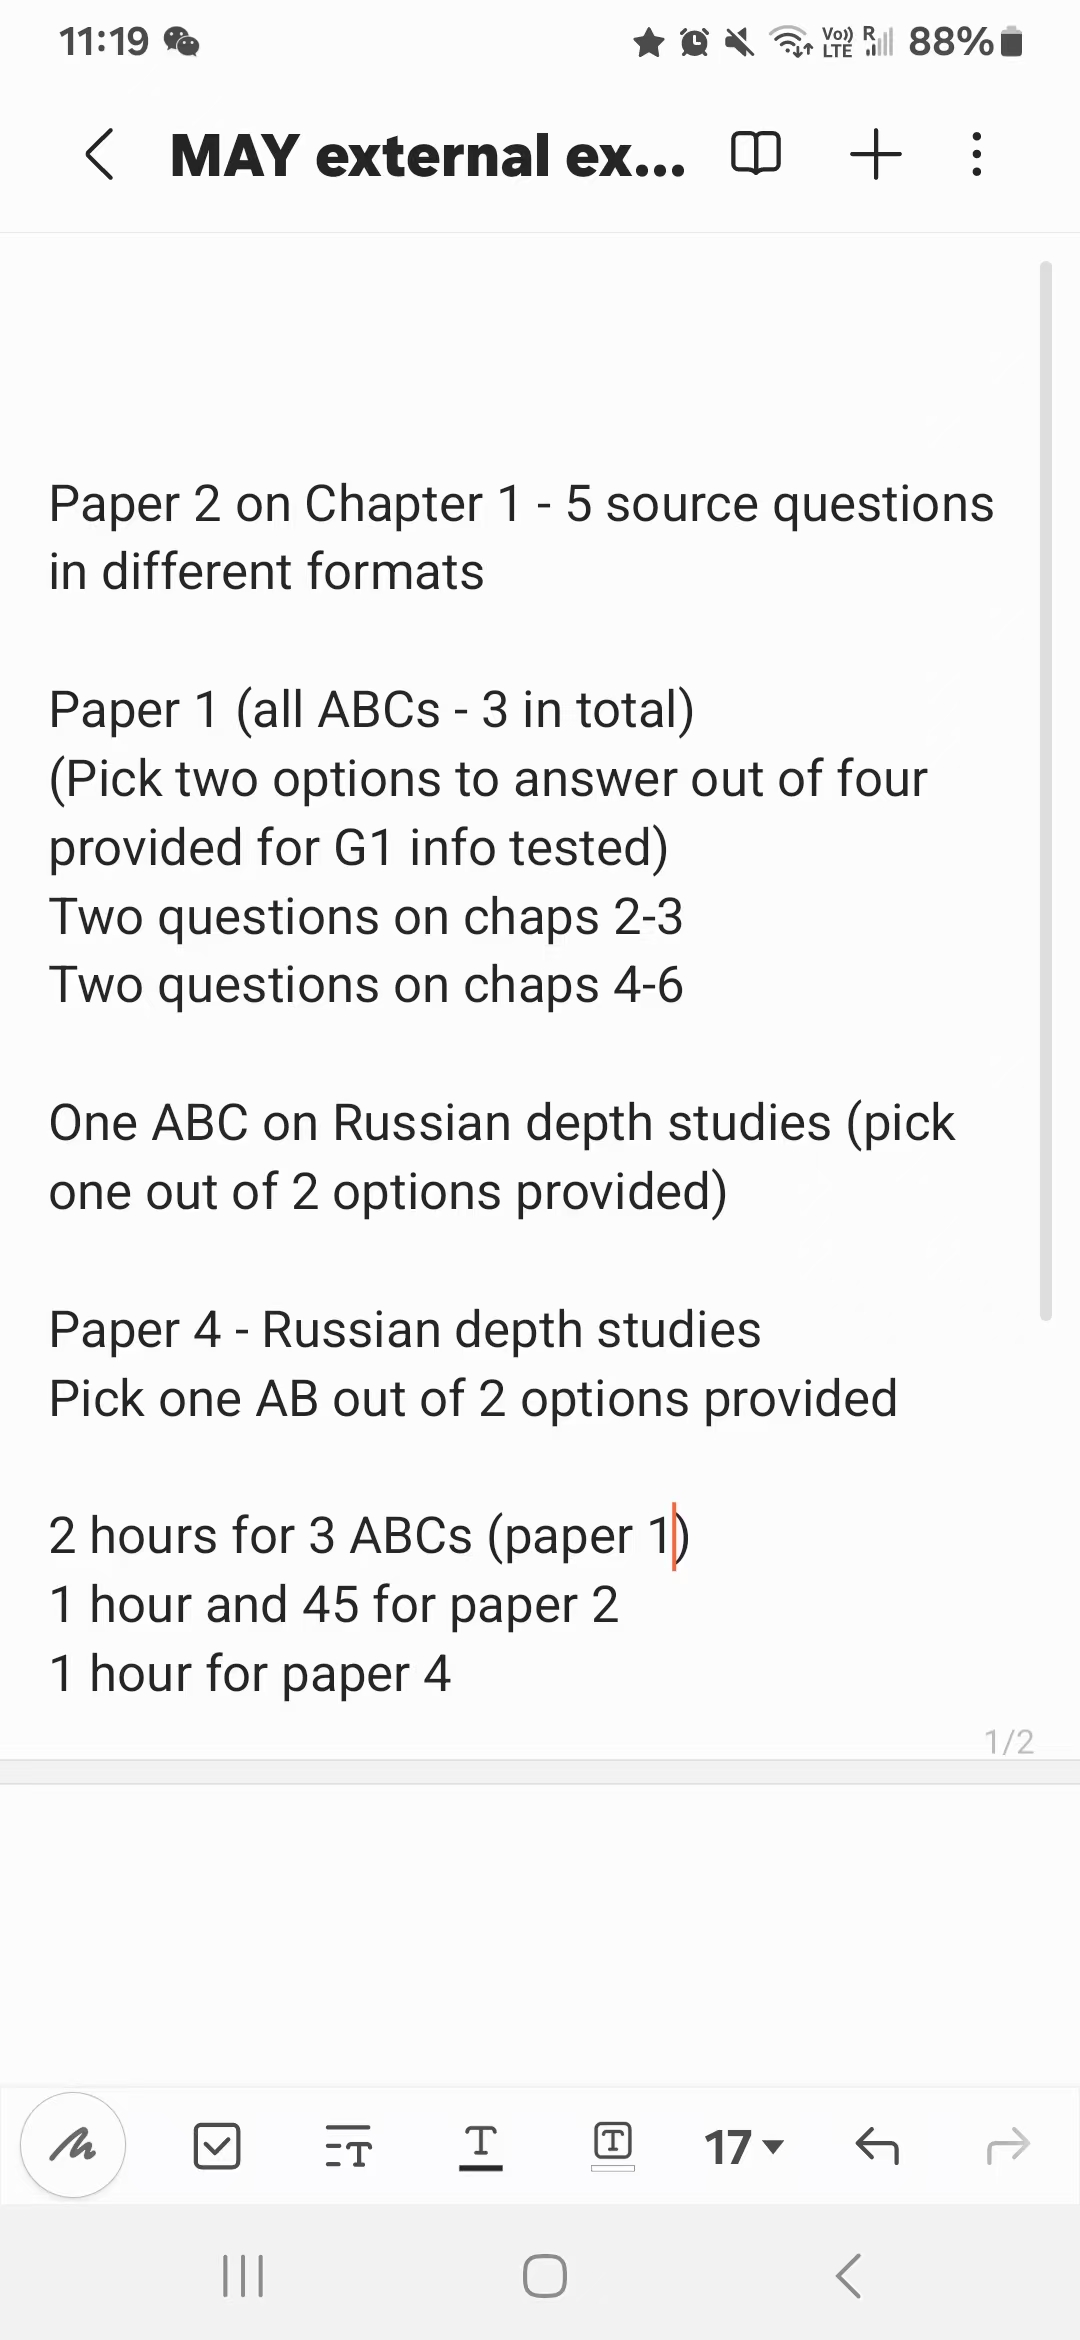 11:19 Vo)) LTE R 88%
MAY external ex...
Paper 2 on Chapter 1 - 5 source questions
in different formats
Paper 1 (all ABCs - 3 in total)
(Pick two options to answer out of four
provided for G1 info tested)
Two questions on chaps 2-3
Two questions on chaps 4-6
One ABC on Russian depth studies (pick
one out of 2 options provided)
Paper 4 - Russian depth studies
Pick one AB out of 2 options provided
2 hours for 3 ABCs (paper 1)
1 hour and 45 for paper 2
1 hour for paper 4
1/2
17